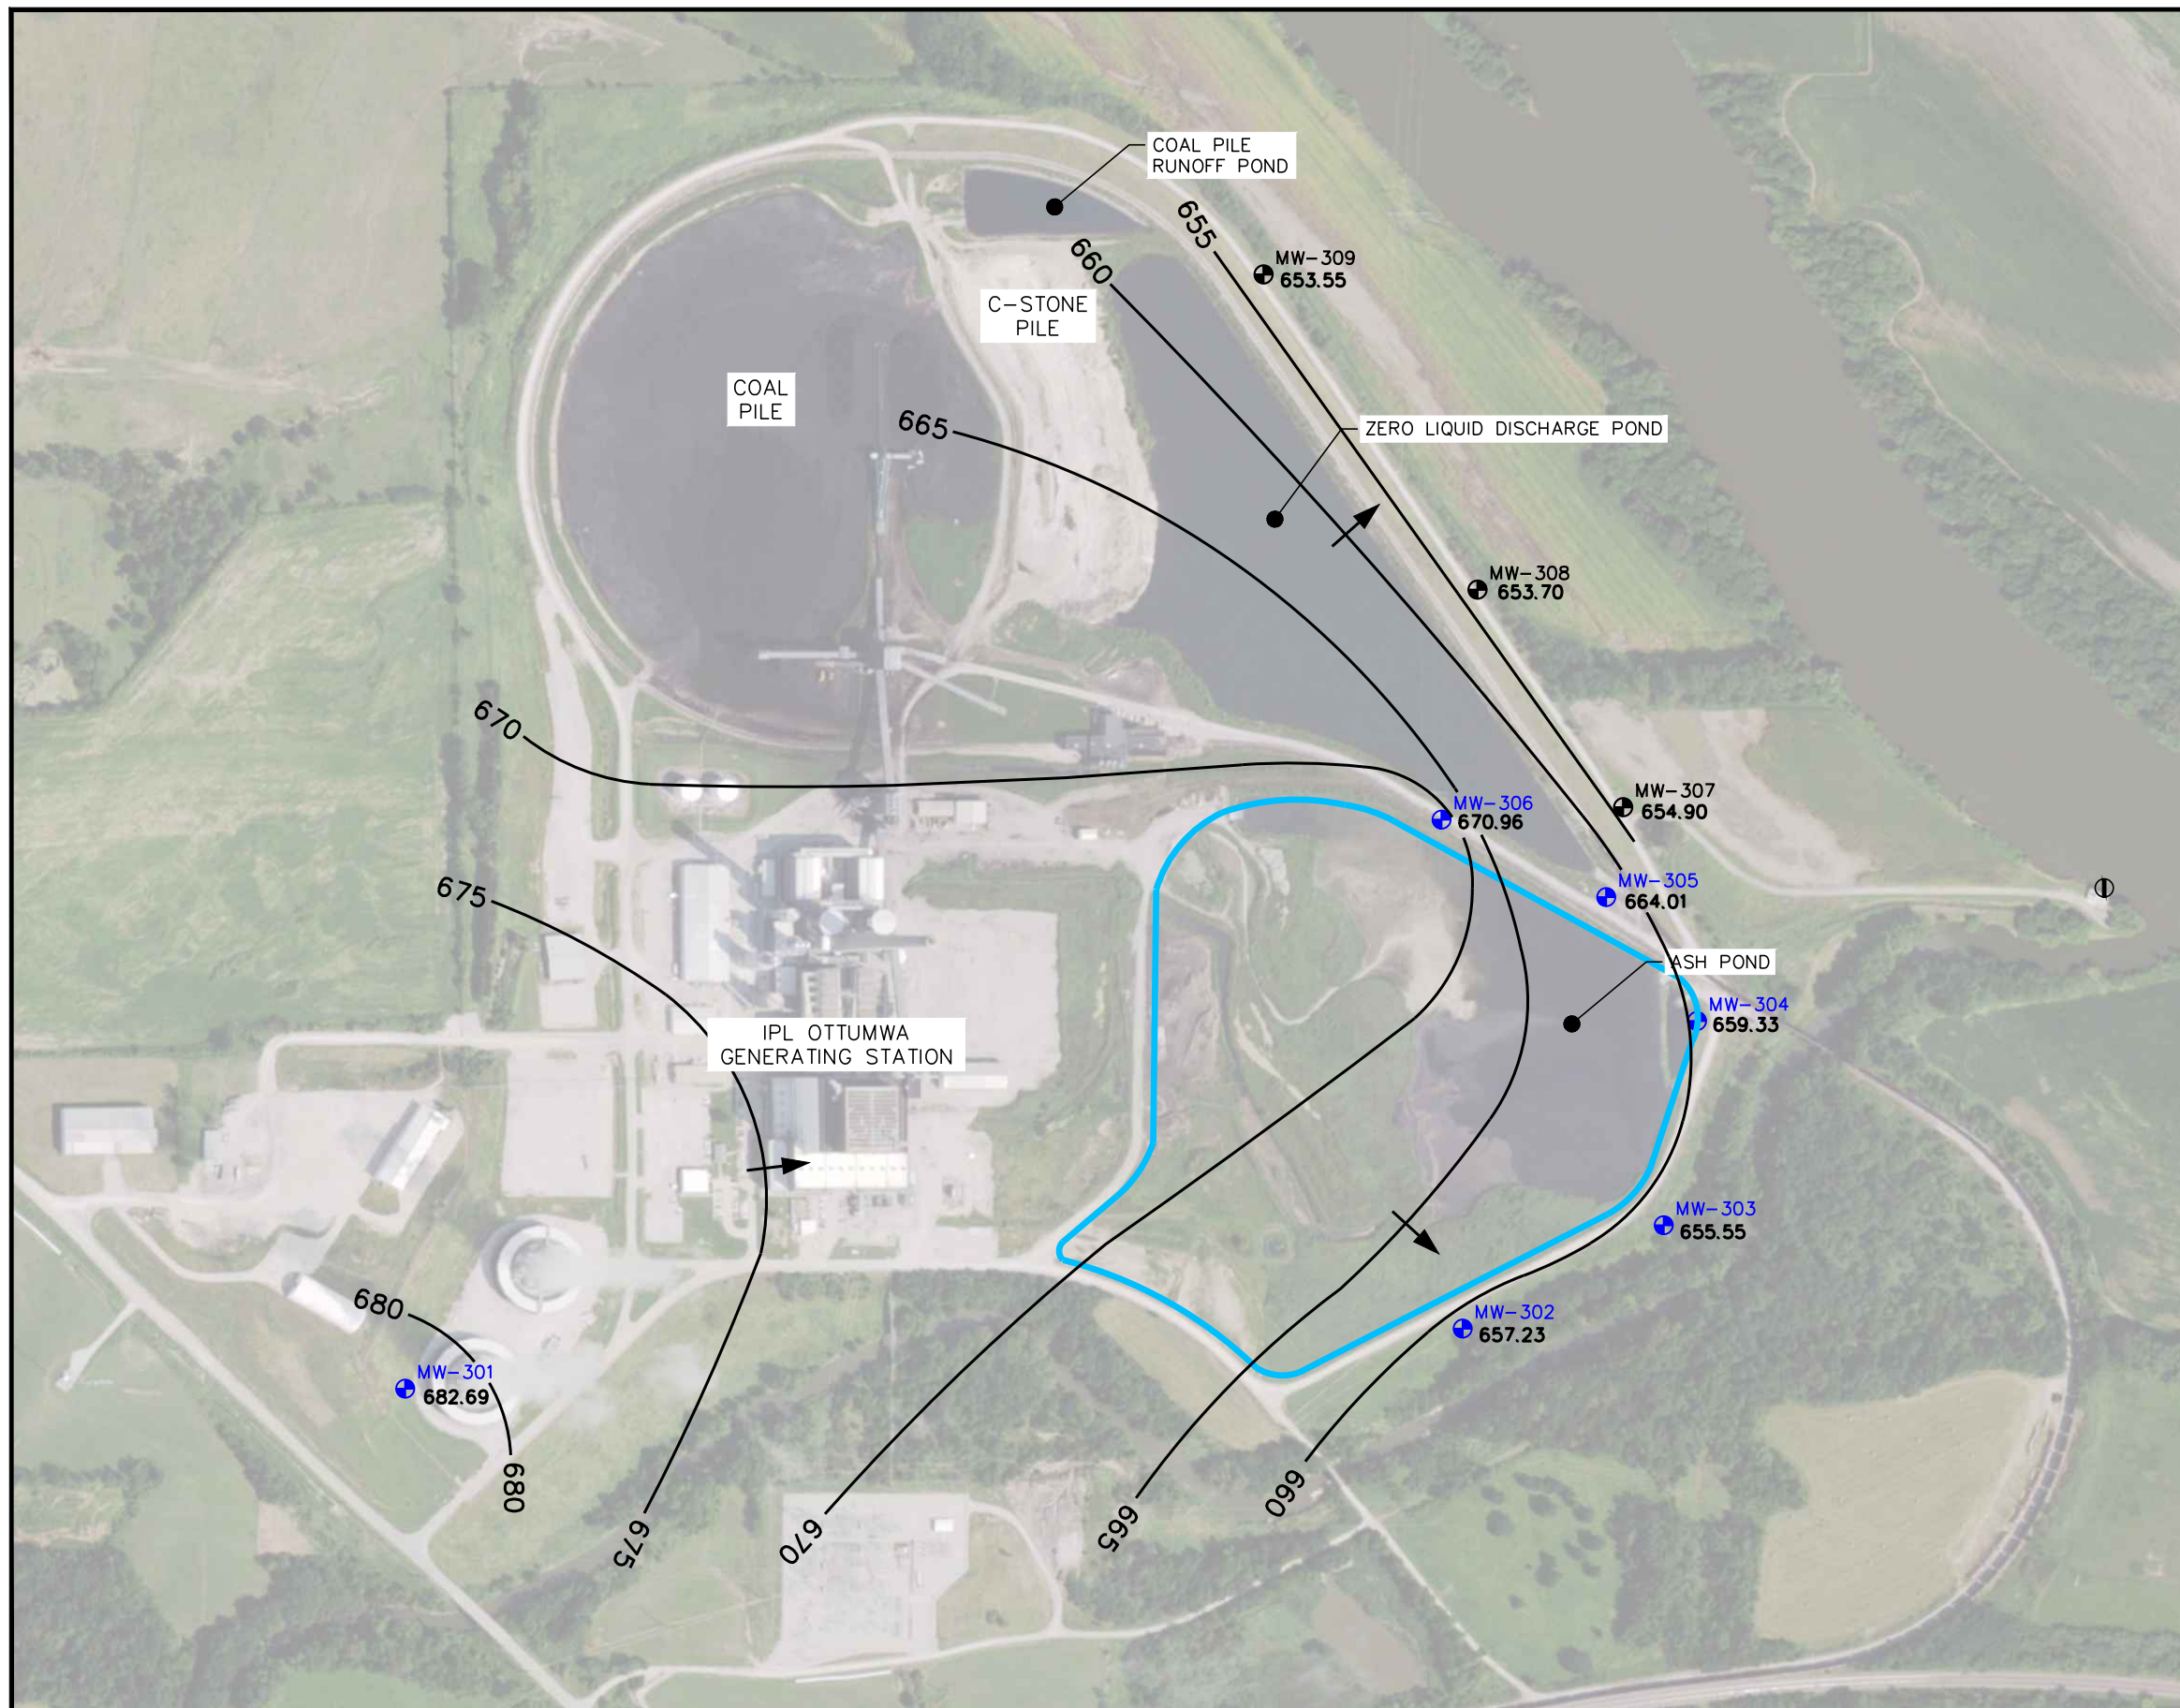 COAL PILE
RUNOFF POND
655
660
MW-309
653.55
C-STONE
PILE
COAL
PILE
665
ZERO LIQUID DISCHARGE POND
MW-308
653.70
670
MW-307
654.90
MW-306
670.96
675
MW-305
664.01
ASH POND
MW-304
659.33
IPL OTTUMWA
GENERATING STATION
MW-303
655.55
680
MW-302
657.23
MW-301
682.69
680
660
665
670
675